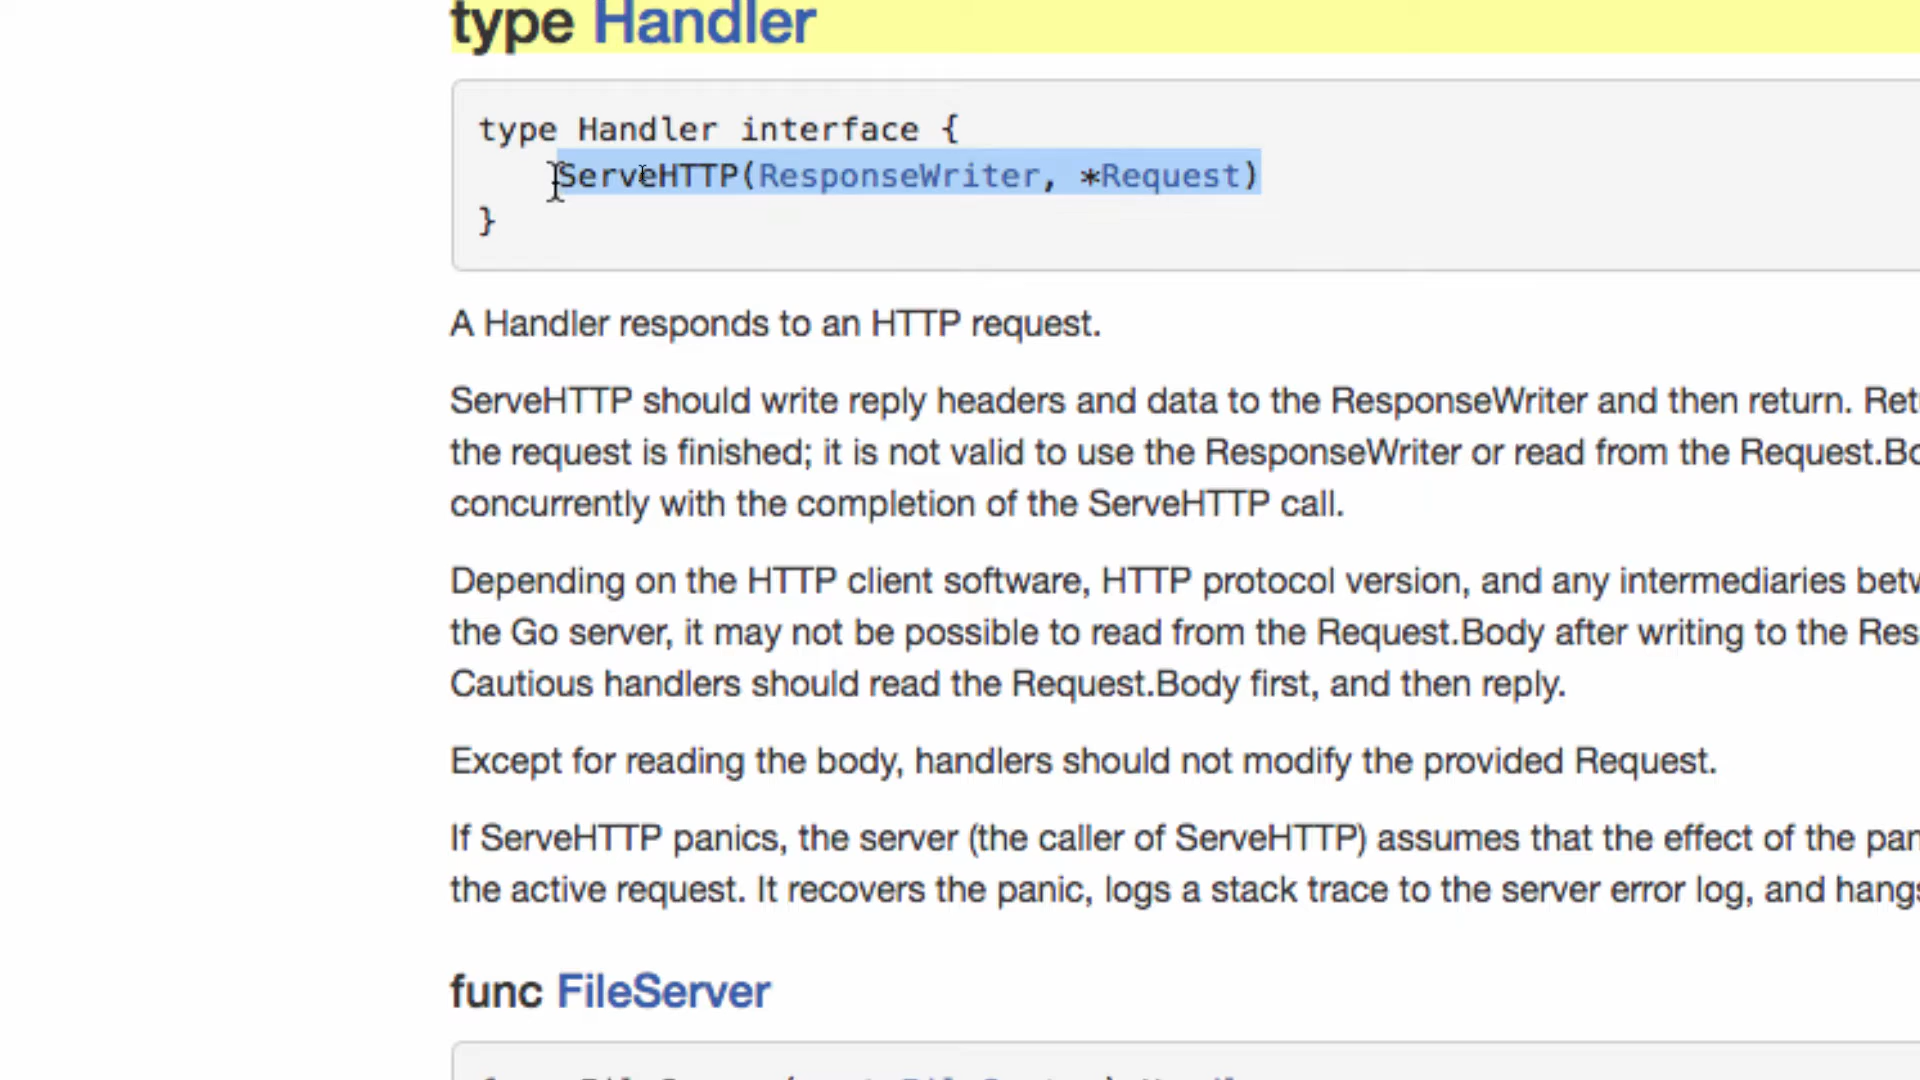 type Handler
type Handler interface {
ServeHTTP(ResponseWriter, *Request)
}
A Handler responds to an HTTP request.
ServeHTTP should write reply headers and data to the ResponseWriter and then return.
the request is finished; it is not valid to use the ResponseWriter or read from the
concurrently with the completion of the ServeHTTP call.
Depending on the HTTP client software, HTTP protocol version, and any intermediaries
the Go server, it may not be possible to read from the Request.Body after writing to the
Cautious handlers should read the Request.Body first, and then reply.
Except for reading the body, handlers should not modify the provided Request.
If ServeHTTP panics, the server (the caller of ServeHTTP) assumes that the effect of the
the active request. It recovers the panic, logs a stack trace to the server error log, and
func FileServer